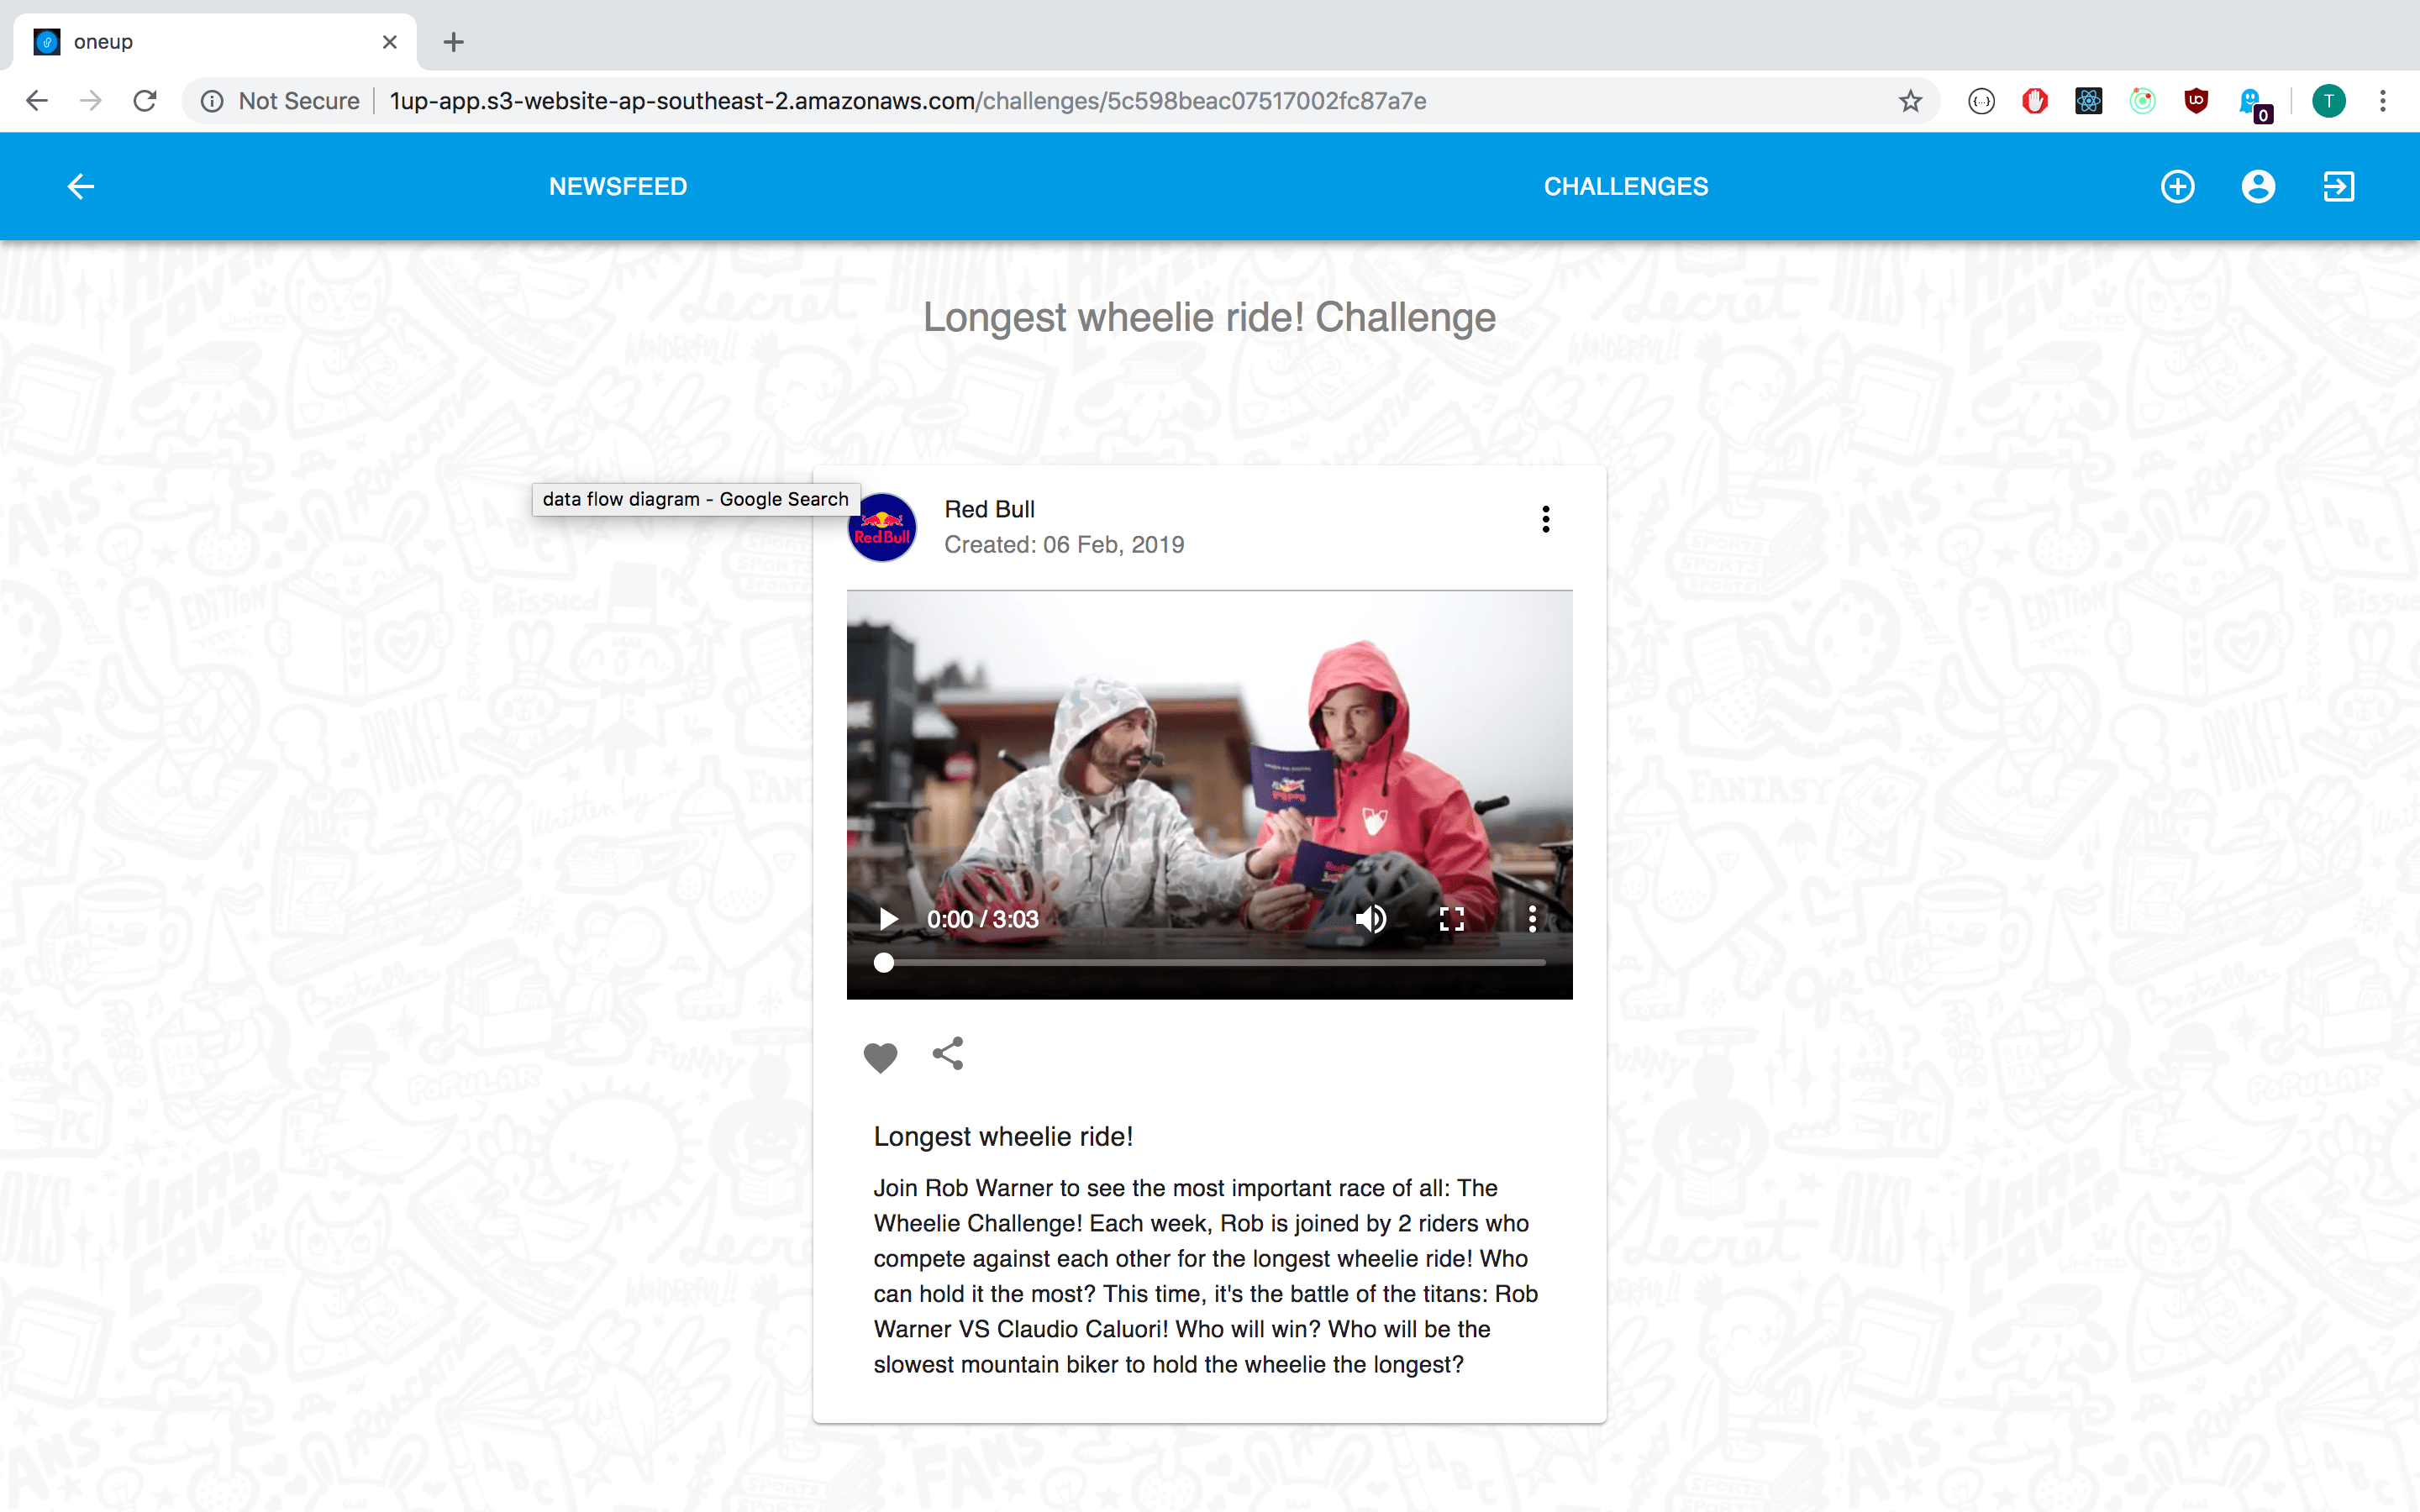 oneup
Not Secure
1up-app.s3-website-ap-southeast-2.amazonaws.com/challenges/5c598beac07517002fc87a7e
0
T
NEWSFEED
CHALLENGES
Longest wheelie ride! Challenge
data flow diagram - Google Search
Red Bull
Red Bull
Created: 06 Feb, 2019
0:00 / 3:03
Longest wheelie ride!
Join Rob Warner to see the most important race of all: The
Wheelie Challenge! Each week, Rob is joined by 2 riders who
compete against each other for the longest wheelie ride! Who
can hold it the most? This time, it's the battle of the titans: Rob
Warner VS Claudio Caluori! Who will win? Who will be the
slowest mountain biker to hold the wheelie the longest?